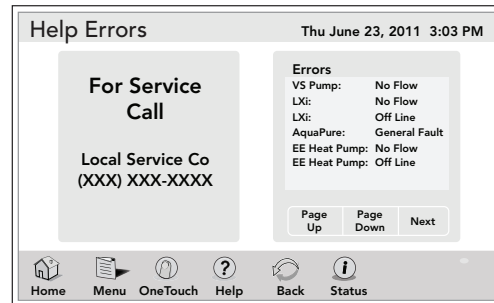 Help Errors
Thu June 23, 2011 3:03 PM
For Service
Call
Local Service Co
(XXX) XXX-XXXX
Errors
VS Pump: No Flow
LXi: No Flow
LXi: Off Line
AquaPure: General Fault
EE Heat Pump: No Flow
EE Heat Pump: Off Line
Page Up
Page Down
Next
Home
Menu
OneTouch
Help
Back
Status